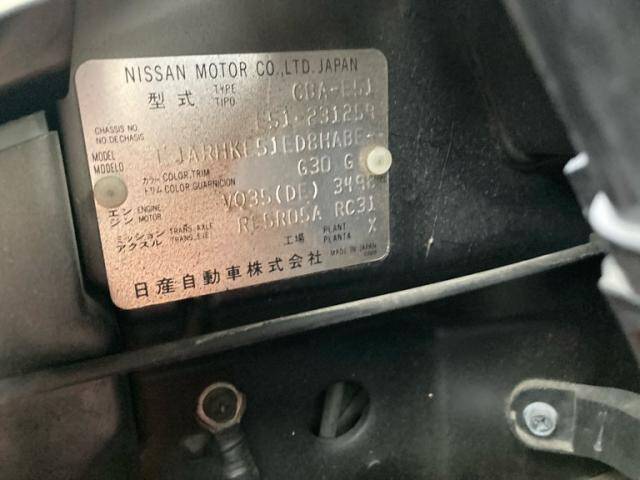 NISSAN MOTOR CO., LTD. JAPAN
型式 TYPE TIPO CBA-E51
CHASSIS NO. NO DE CHASIS E51-231259
MODEL MODELO JARHKE51ED8HABE--
カラー トリム COLOR,TRIM COLOR,GUARNICION G30 G
エンジン ENGINE MOTOR VQ35(DE) 349
ミッション アクスル TRANS. AXLE TRANS. EJE RE5R05A RC31
工場 PLANT PLANTA X
日産自動車株式会社 MADE IN JAPAN